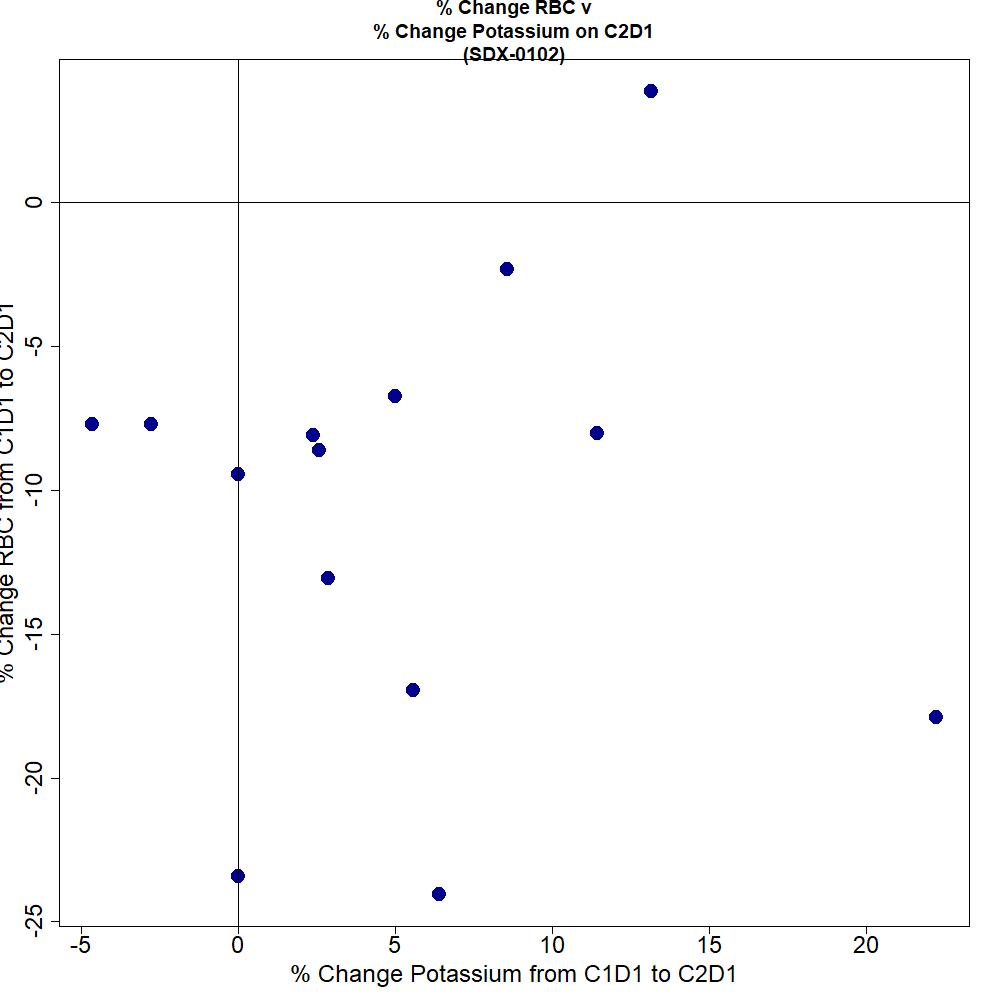 % Change RBC v
% Change Potassium on C2D1
(SDX-0102)
% Change RBC from C1D1 to C2D1
0
-5
-10
-15
-20
-25
-5
0
5
10
15
20
% Change Potassium from C1D1 to C2D1